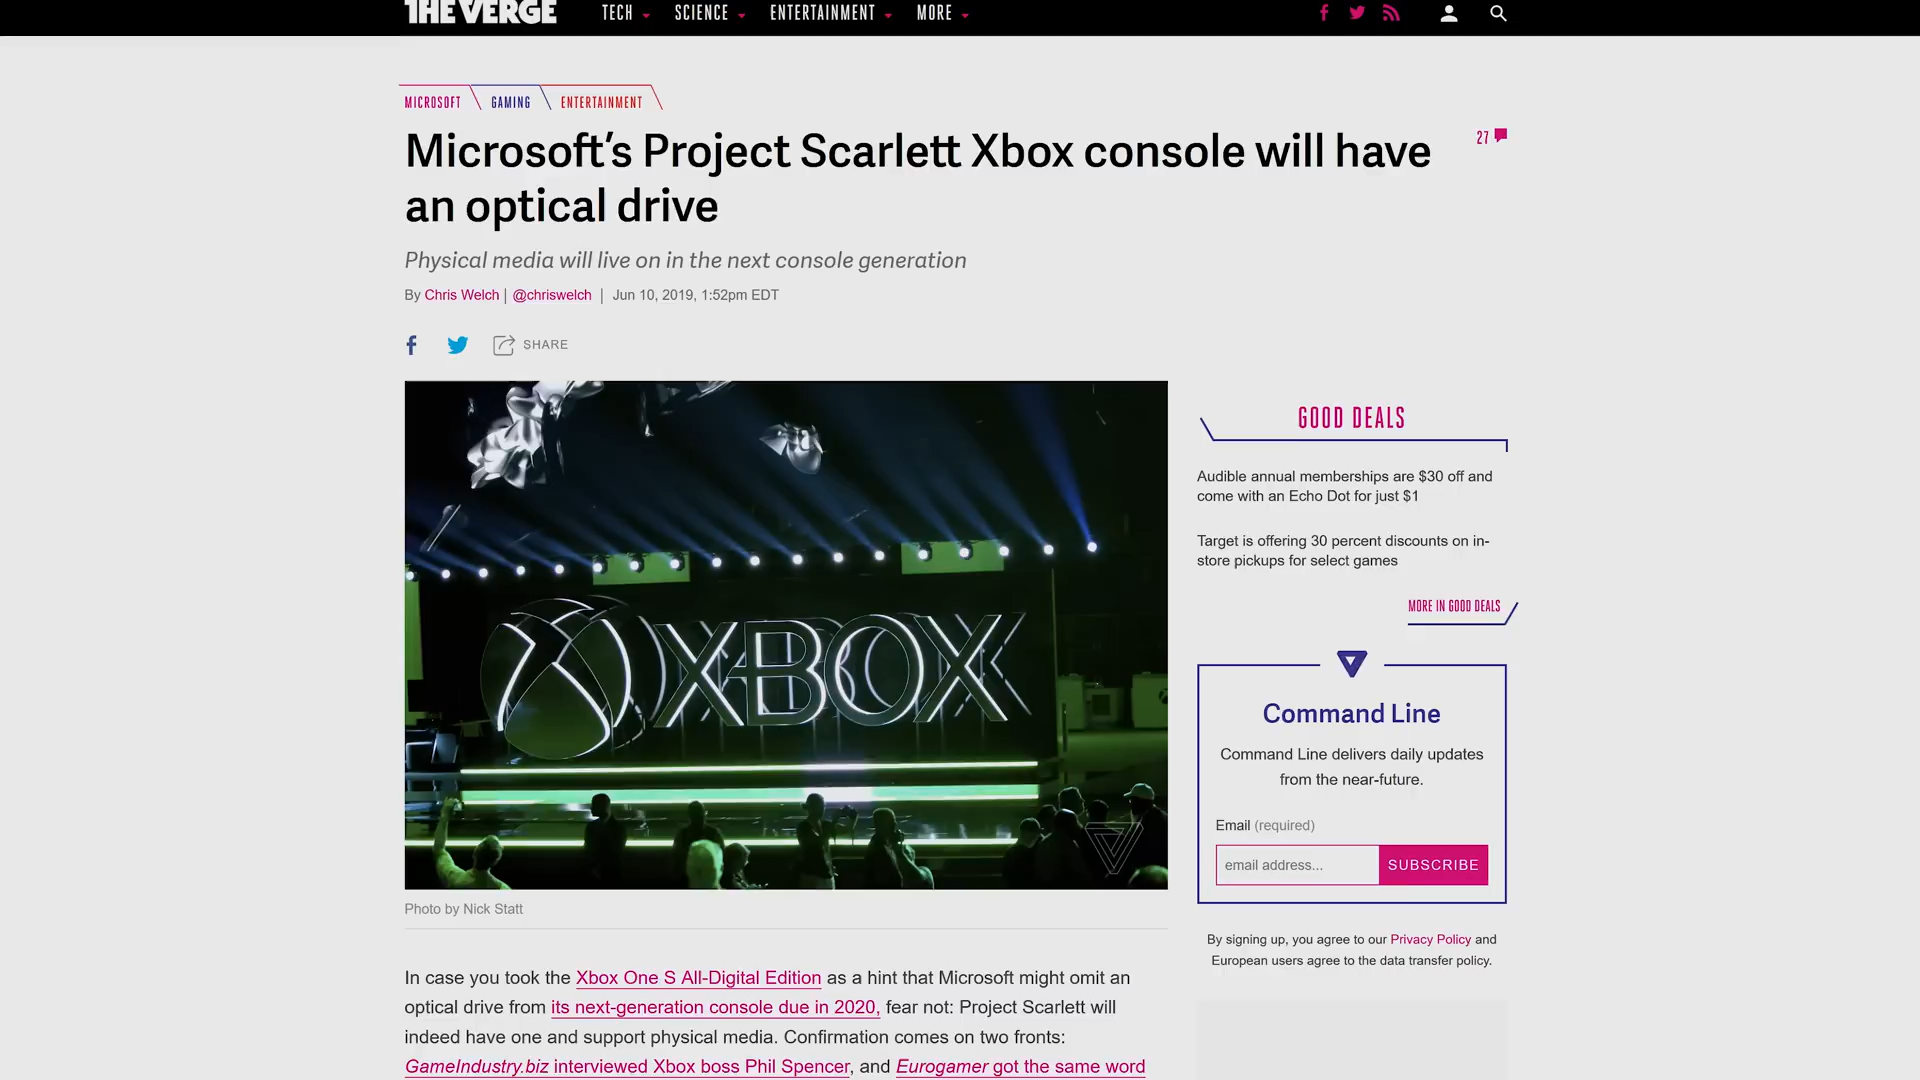 THE VERGE
TECH SCIENCE ENTERTAINMENT MORE
MICROSOFT GAMING ENTERTAINMENT
Microsoft's Project Scarlett Xbox console will have
an optical drive
27
Physical media will live on in the next console generation
By Chris Welch | @chriswelch | Jun 10, 2019, 1:52pm EDT
SHARE
XBOX
Photo by Nick Statt
In case you took the Xbox One S All-Digital Edition as a hint that Microsoft might omit an
optical drive from its next-generation console due in 2020, fear not: Project Scarlett will
indeed have one and support physical media. Confirmation comes on two fronts:
GameIndustry.biz interviewed Xbox boss Phil Spencer, and Eurogamer got the same word
GOOD DEALS
Audible annual memberships are $30 off and
come with an Echo Dot for just $1
Target is offering 30 percent discounts on in-
store pickups for select games
MORE IN GOOD DEALS
Command Line
Command Line delivers daily updates
from the near-future.
Email (required)
email address...
SUBSCRIBE
By signing up, you agree to our Privacy Policy and
European users agree to the data transfer policy.